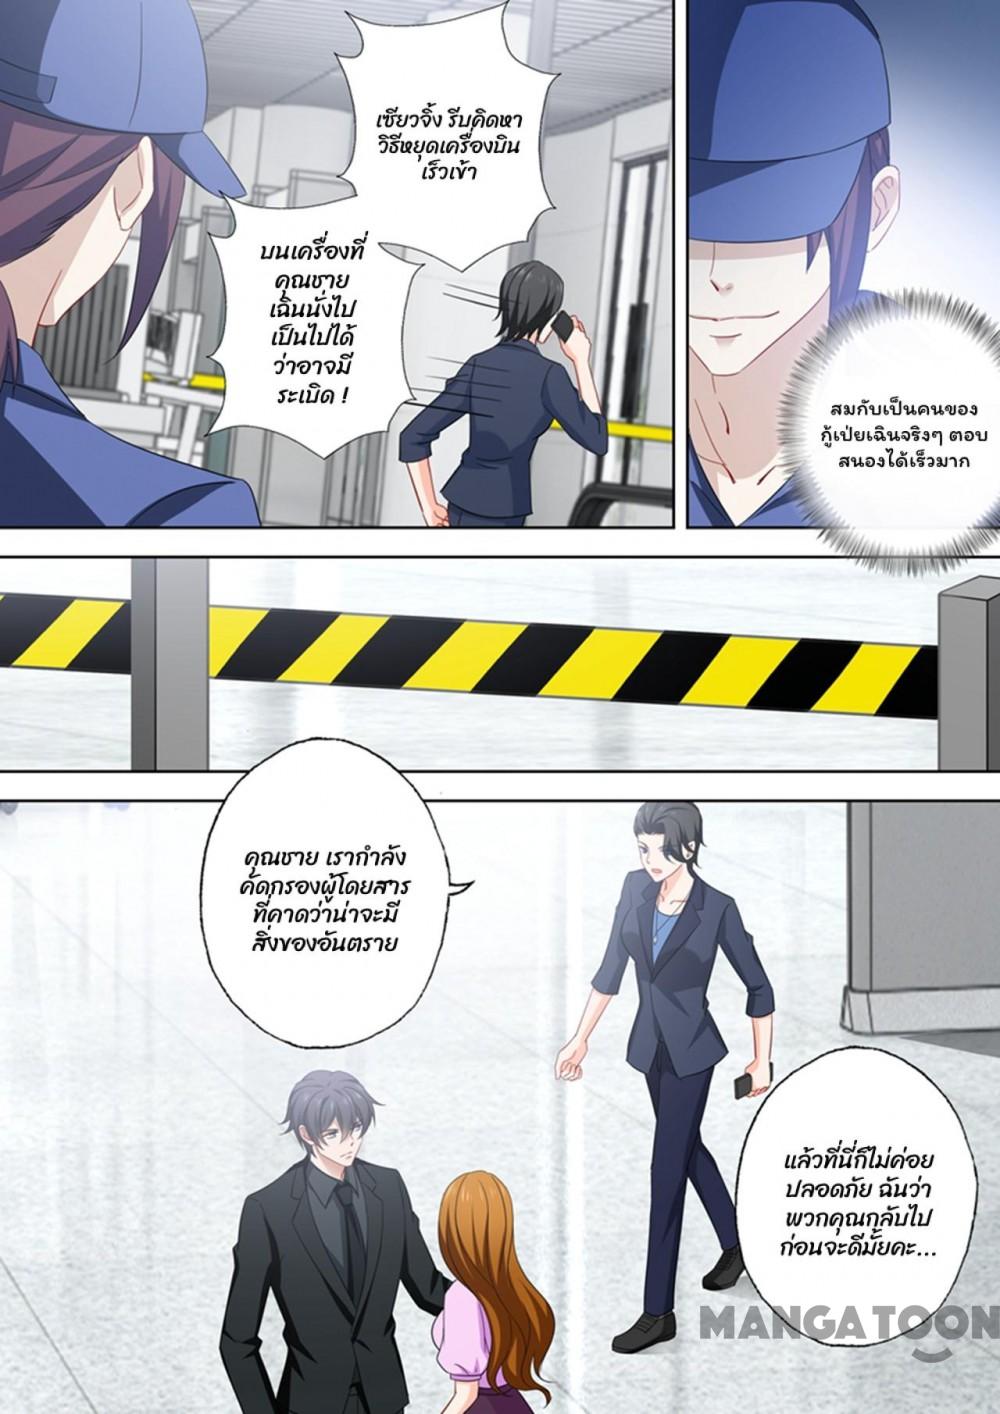 เซียวจิ้ง รีบคิดหา
วิธีหยุดเครื่องบิน
เร็วเข้า
บนเครื่องที่
คุณชาย
เฉินนั่งไป
เป็นไปได้
ว่าอาจมี
ระเบิด !
สมกับเป็นคนของ
กู้เป่ยเฉินจริงๆ ตอบ
สนองได้เร็วมาก
คุณชาย เรากำลัง
คัดกรองผู้โดยสาร
ที่คาดว่าน่าจะมี
สิ่งของอันตราย
แล้วที่นี่ก็ไม่ค่อย
ปลอดภัย ฉันว่า
พวกคุณกลับไป
ก่อนจะดีมั้ยคะ...
MANGATOON